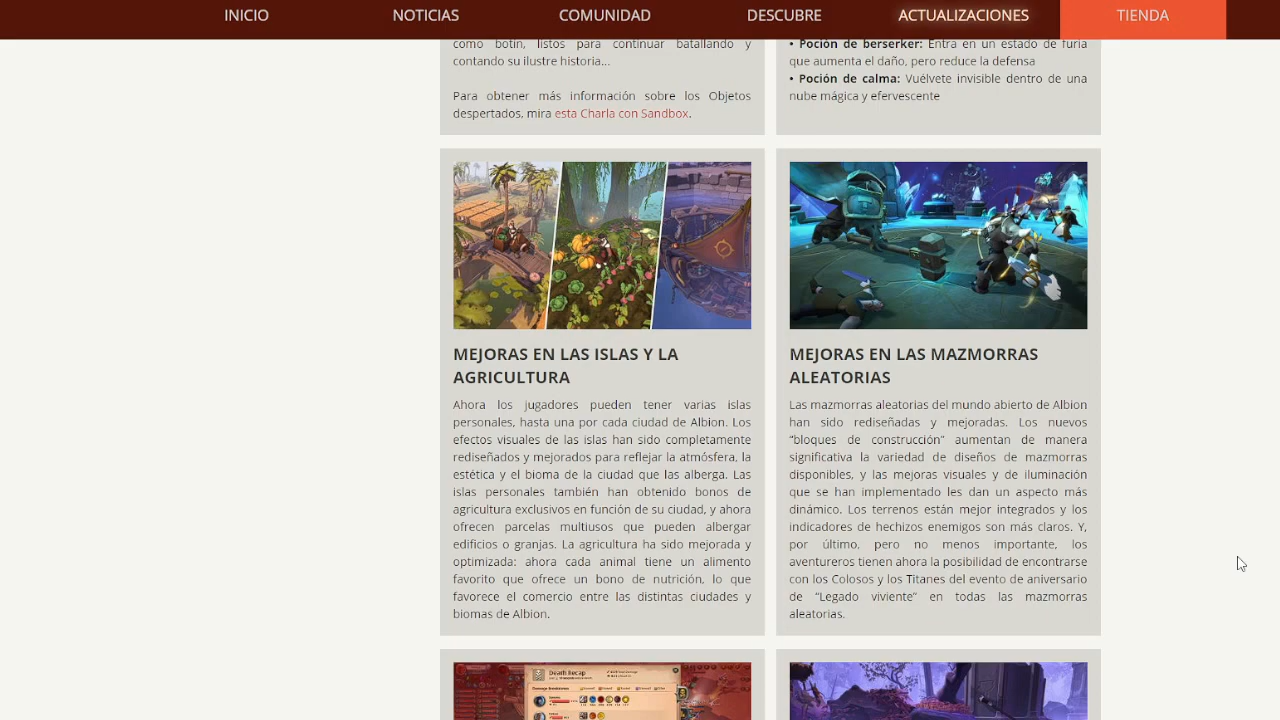 INICIO NOTICIAS COMUNIDAD DESCUBRE ACTUALIZACIONES TIENDA
como botín, listos para continuar batallando y
contando su ilustre historia...
Para obtener más información sobre los Objetos
despertados, mira esta Charla con Sandbox.
• Poción de berserker: Entra en un estado de furia
que aumenta el daño, pero reduce la defensa
• Poción de calma: Vuélvete invisible dentro de una
nube mágica y efervescente
MEJORAS EN LAS ISLAS Y LA
AGRICULTURA
Ahora los jugadores pueden tener varias islas
personales, hasta una por cada ciudad de Albion. Los
efectos visuales de las islas han sido completamente
rediseñados y mejorados para reflejar la atmósfera, la
estética y el bioma de la ciudad que las alberga. Las
islas personales también han obtenido bonos de
agricultura exclusivos en función de su ciudad, y ahora
ofrecen parcelas multiusos que pueden albergar
edificios o granjas. La agricultura ha sido mejorada y
optimizada: ahora cada animal tiene un alimento
favorito que ofrece un bono de nutrición, lo que
favorece el comercio entre las distintas ciudades y
biomas de Albion.
MEJORAS EN LAS MAZMORRAS
ALEATORIAS
Las mazmorras aleatorias del mundo abierto de Albion
han sido rediseñadas y mejoradas. Los nuevos
“bloques de construcción” aumentan de manera
significativa la variedad de diseños de mazmorras
disponibles, y las mejoras visuales y de iluminación
que se han implementado les dan un aspecto más
dinámico. Los terrenos están mejor integrados y los
indicadores de hechizos enemigos son más claros. Y,
por último, pero no menos importante, los
aventureros tienen ahora la posibilidad de encontrarse
con los Colosos y los Titanes del evento de aniversario
de “Legado viviente” en todas las mazmorras
aleatorias.
Death Recap